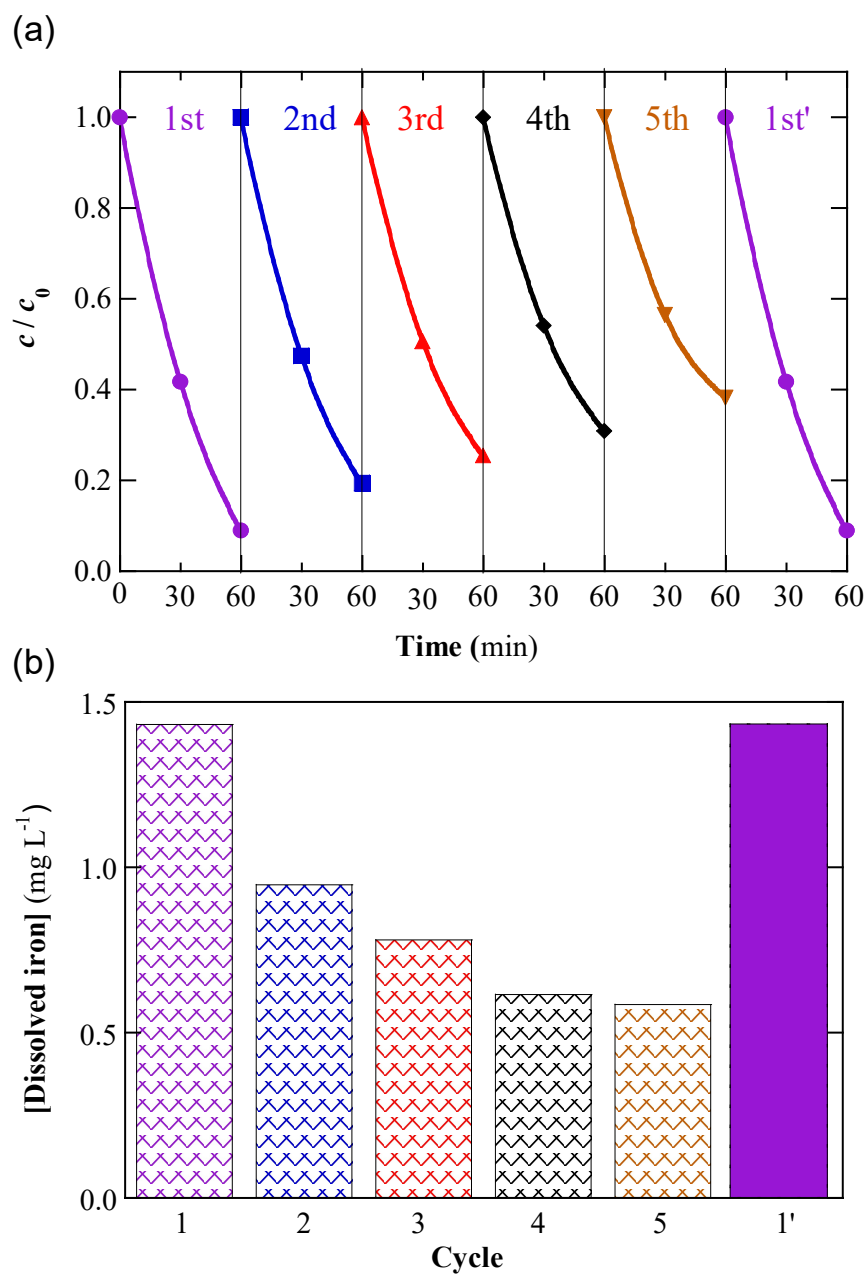 (a)
1st 2nd 3rd 4th 5th 1st'
1.0
0.8
0.6
0.4
0.2
0.0
c / c₀
0 30 60 30 60 30 60 30 60 30 60 30 60
Time (min)
(b)
1.5
1.0
0.5
0.0
[Dissolved iron] (mg L⁻¹)
1 2 3 4 5 1'
Cycle